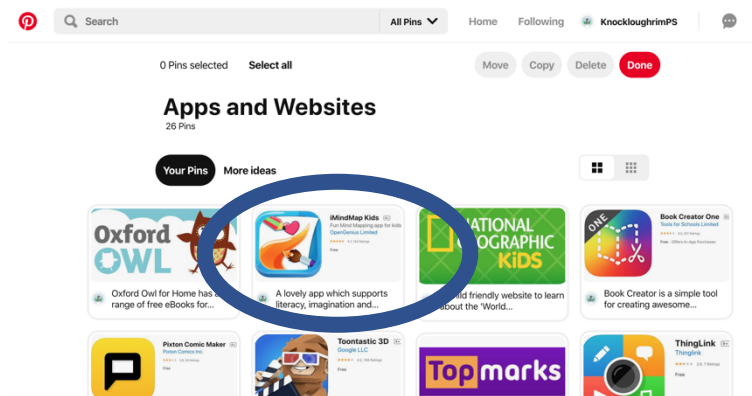 Search
All Pins
Home
Following
KnockloughrimPS
0 Pins selected
Select all
Move
Copy
Delete
Done
Apps and Websites
26 Pins
Your Pins
More ideas
Oxford
OWL
Oxford Owl for Home has a
range of free eBooks for...
iMindMap Kids
Fun Mind Mapping app for kids
OpenGenius Limited
Free
A lovely app which supports
literacy, imagination and...
NATIONAL
GEOGRAPHIC
KiDS
ild friendly website to learn
about the 'World...
ONE
Book Creator One
Tools for Schools Limited
Free
Book Creator is a simple tool
for creating awesome...
Pixton Comic Maker
Pixton Comics Inc.
Free
Toontastic 3D
Google LLC
Free
Topmarks
ThingLink
Thinglink
Free